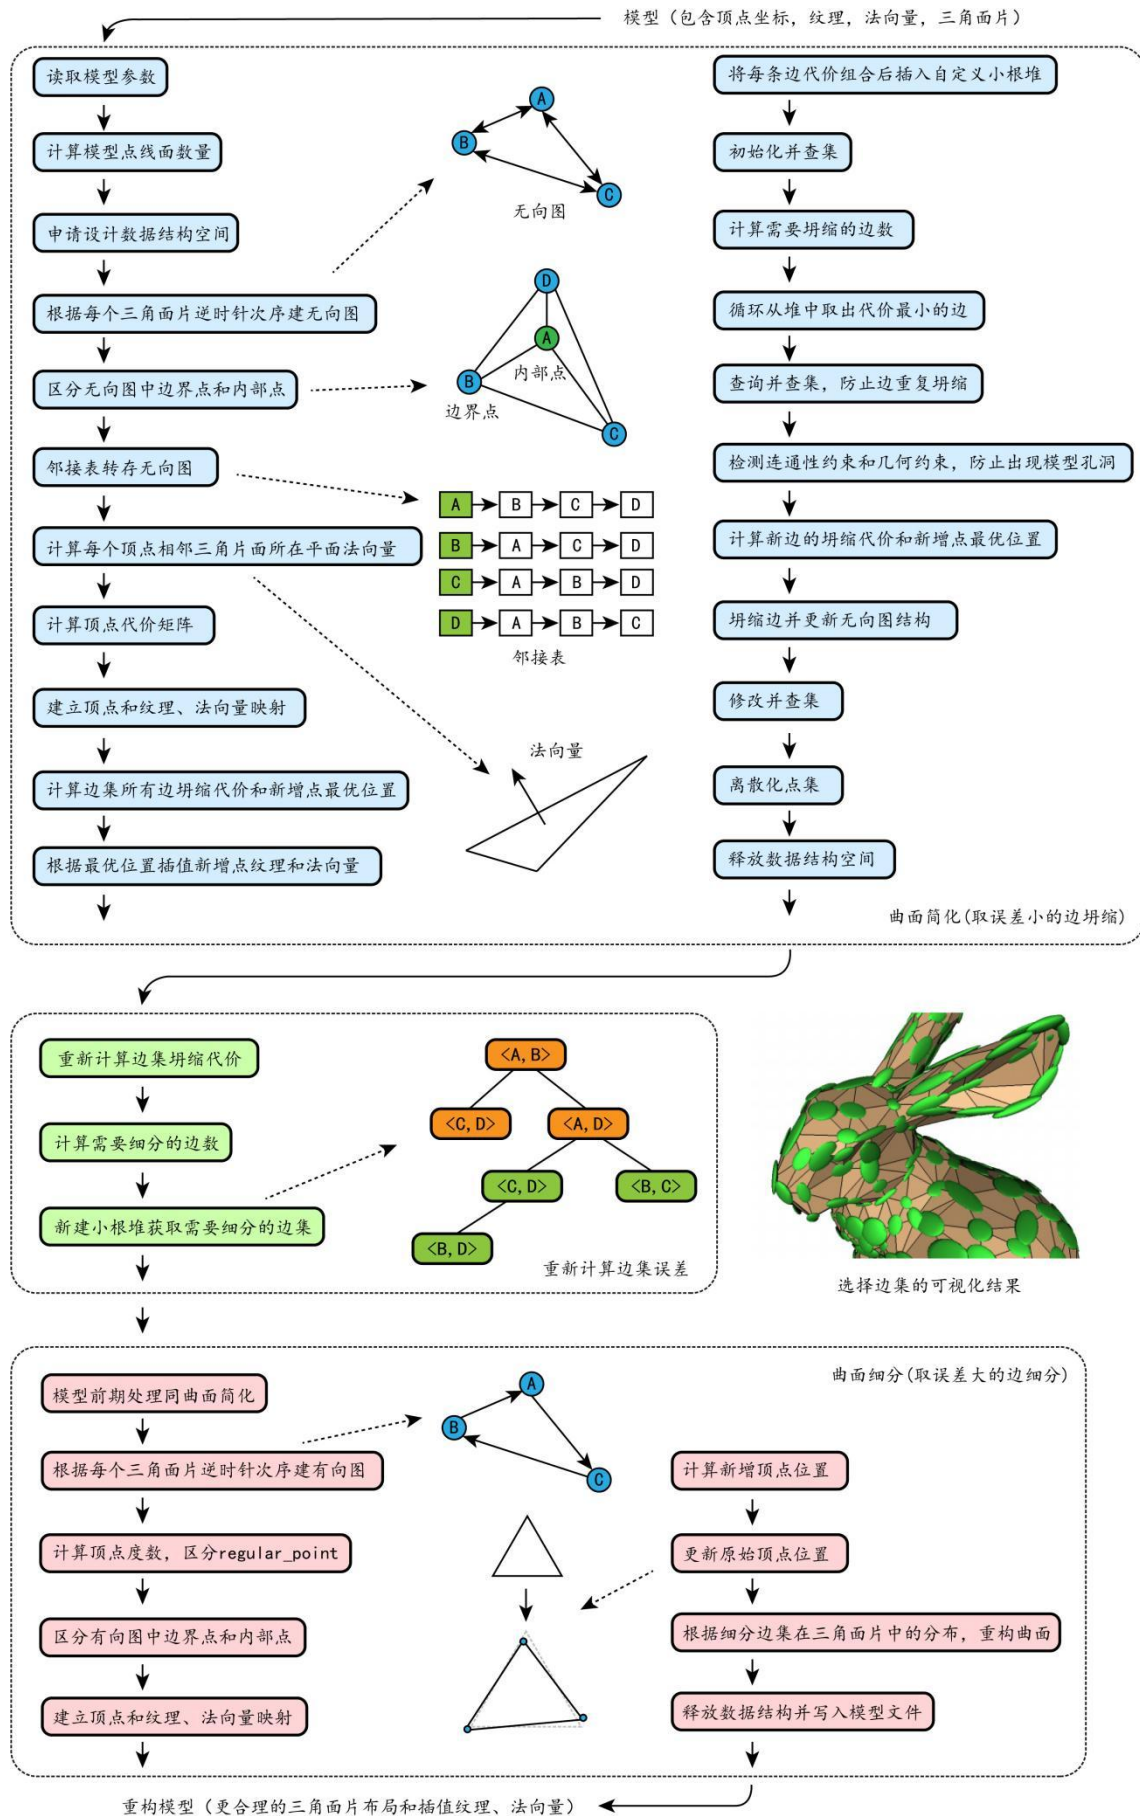 模型（包含顶点坐标，纹理，法向量，三角面片）
读取模型参数
计算模型点线面数量
申请设计数据结构空间
根据每个三角面片逆时针次序建无向图
区分无向图中边界点和内部点
邻接表转存无向图
计算每个顶点相邻三角片面所在平面法向量
计算顶点代价矩阵
建立顶点和纹理、法向量映射
计算边集所有边坍缩代价和新增点最优位置
根据最优位置插值新增点纹理和法向量
A
B
C
无向图
D
A
内部点
B
边界点
C
A B C D
B A C D
C A B D
D A B C
邻接表
法向量
将每条边代价组合后插入自定义小根堆
初始化并查集
计算需要坍缩的边数
循环从堆中取出代价最小的边
查询并查集，防止边重复坍缩
检测连通性约束和几何约束，防止出现模型孔洞
计算新边的坍缩代价和新增点最优位置
坍缩边并更新无向图结构
修改并查集
离散化点集
释放数据结构空间
曲面简化(取误差小的边坍缩)
重新计算边集坍缩代价
计算需要细分的边数
新建小根堆获取需要细分的边集
<A,B>
<C,D> <A,D>
<C,D> <B,C>
<B,D>
重新计算边集误差
选择边集的可视化结果
曲面细分(取误差大的边细分)
模型前期处理同曲面简化
根据每个三角面片逆时针次序建有向图
计算顶点度数，区分regular_point
区分有向图中边界点和内部点
建立顶点和纹理、法向量映射
A
B
C
计算新增顶点位置
更新原始顶点位置
根据细分边集在三角面片中的分布，重构曲面
释放数据结构并写入模型文件
重构模型（更合理的三角面片布局和插值纹理、法向量）